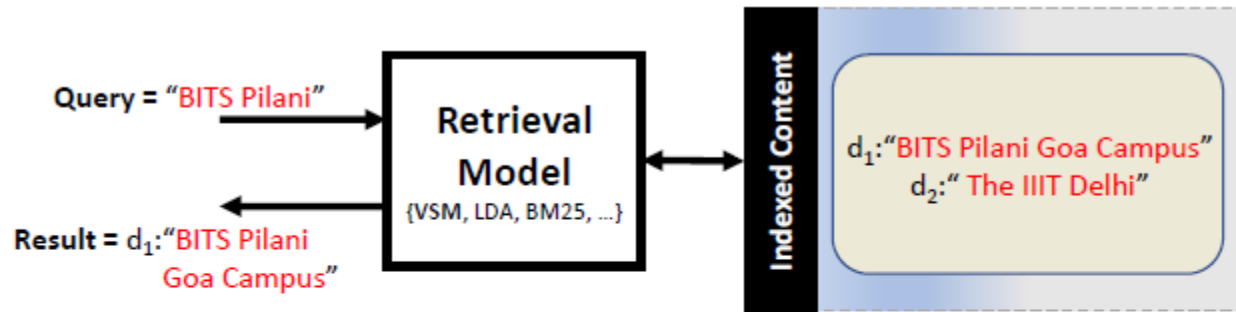 Query = “BITS Pilani”
Result = d₁:“BITS Pilani
Goa Campus”
Retrieval
Model
{VSM, LDA, BM25, ...}
Indexed Content
d₁:“BITS Pilani Goa Campus”
d₂:“ The IIIT Delhi”